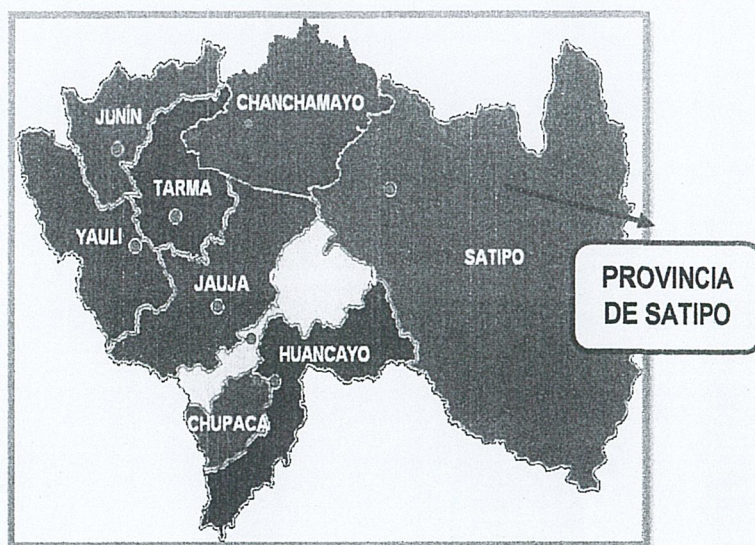 JUNÍN
CHANCHAMAYO
TARMA
YAULI
SATIPO
JAUJA
PROVINCIA
DE SATIPO
HUANCAYO
CHUPACA